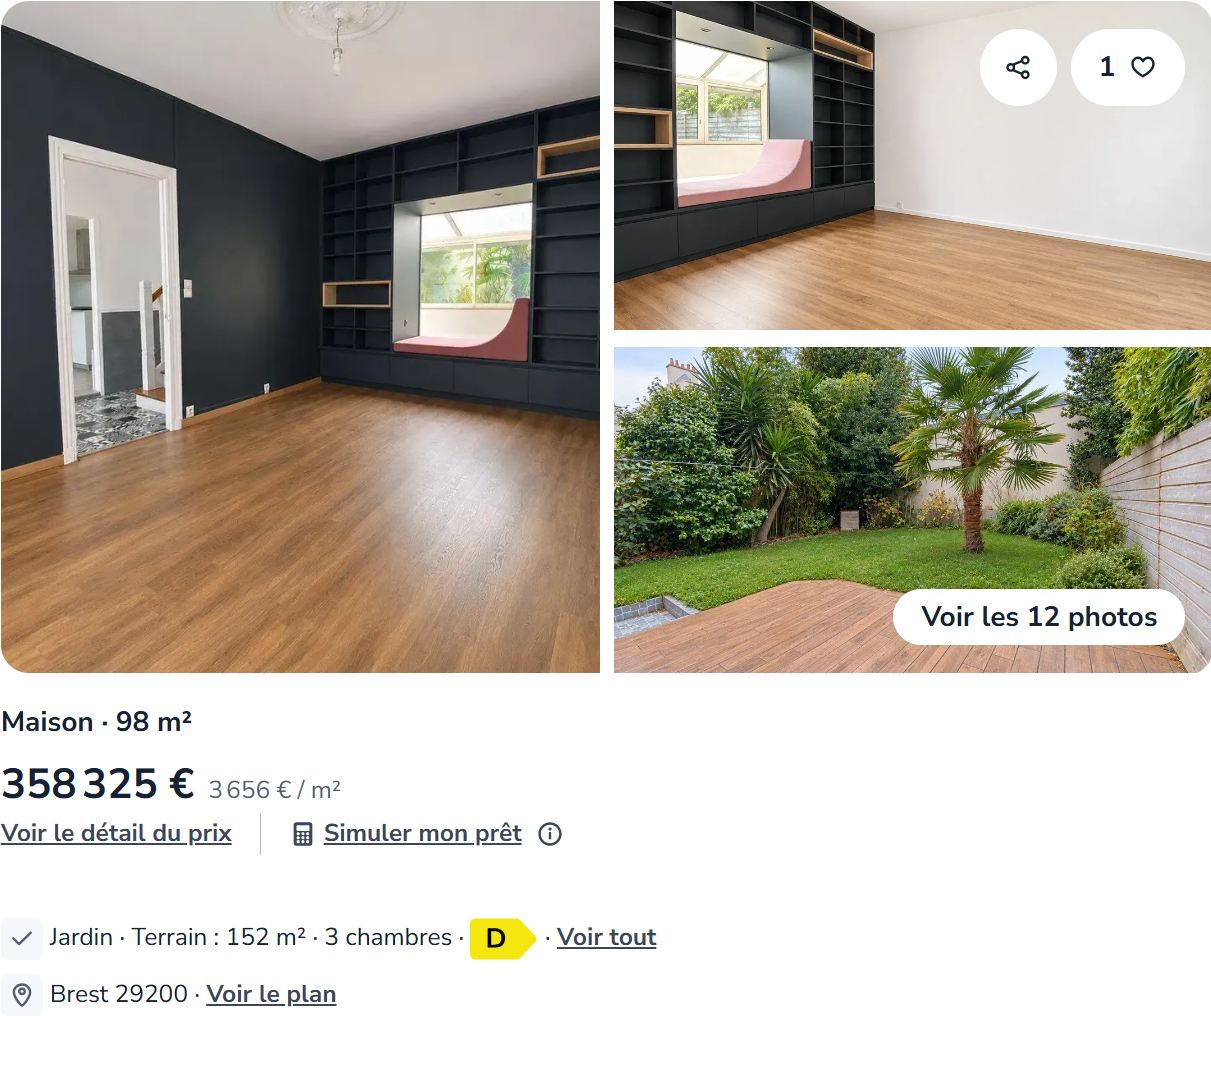 1
Voir les 12 photos
Maison · 98 m²
358 325 € 3 656 € / m²
Voir le détail du prix Simuler mon prêt
Jardin · Terrain : 152 m² · 3 chambres · D · Voir tout
Brest 29200 · Voir le plan